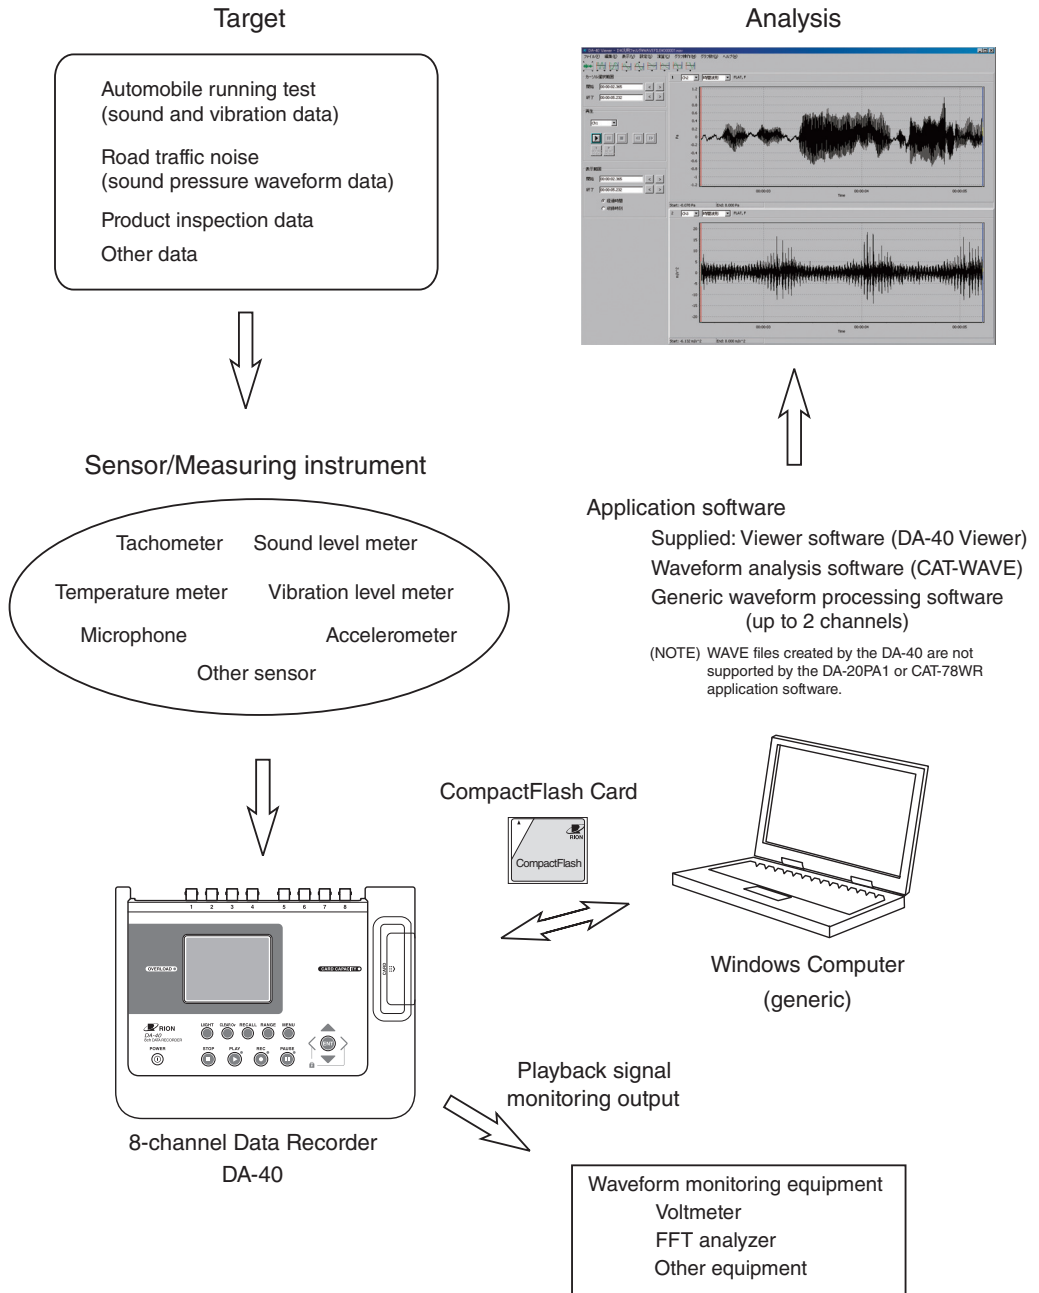 Target
Automobile running test
(sound and vibration data)
Road traffic noise
(sound pressure waveform data)
Product inspection data
Other data
Sensor/Measuring instrument
Tachometer Sound level meter
Temperature meter Vibration level meter
Microphone Accelerometer
Other sensor
1 2 3 4 5 6 7 8
OVERLOAD
CARD CAPACITY
CARD
RION
DA-40
8ch DATA RECORDER
LIGHT CLEAR RECALL RANGE MENU
POWER STOP PLAY REC PAUSE
ENT
8-channel Data Recorder
DA-40
Analysis
Application software
Supplied: Viewer software (DA-40 Viewer)
Waveform analysis software (CAT-WAVE)
Generic waveform processing software
(up to 2 channels)
(NOTE) WAVE files created by the DA-40 are not
supported by the DA-20PA1 or CAT-78WR
application software.
CompactFlash Card
RION
CompactFlash
Windows Computer
(generic)
Playback signal
monitoring output
Waveform monitoring equipment
Voltmeter
FFT analyzer
Other equipment